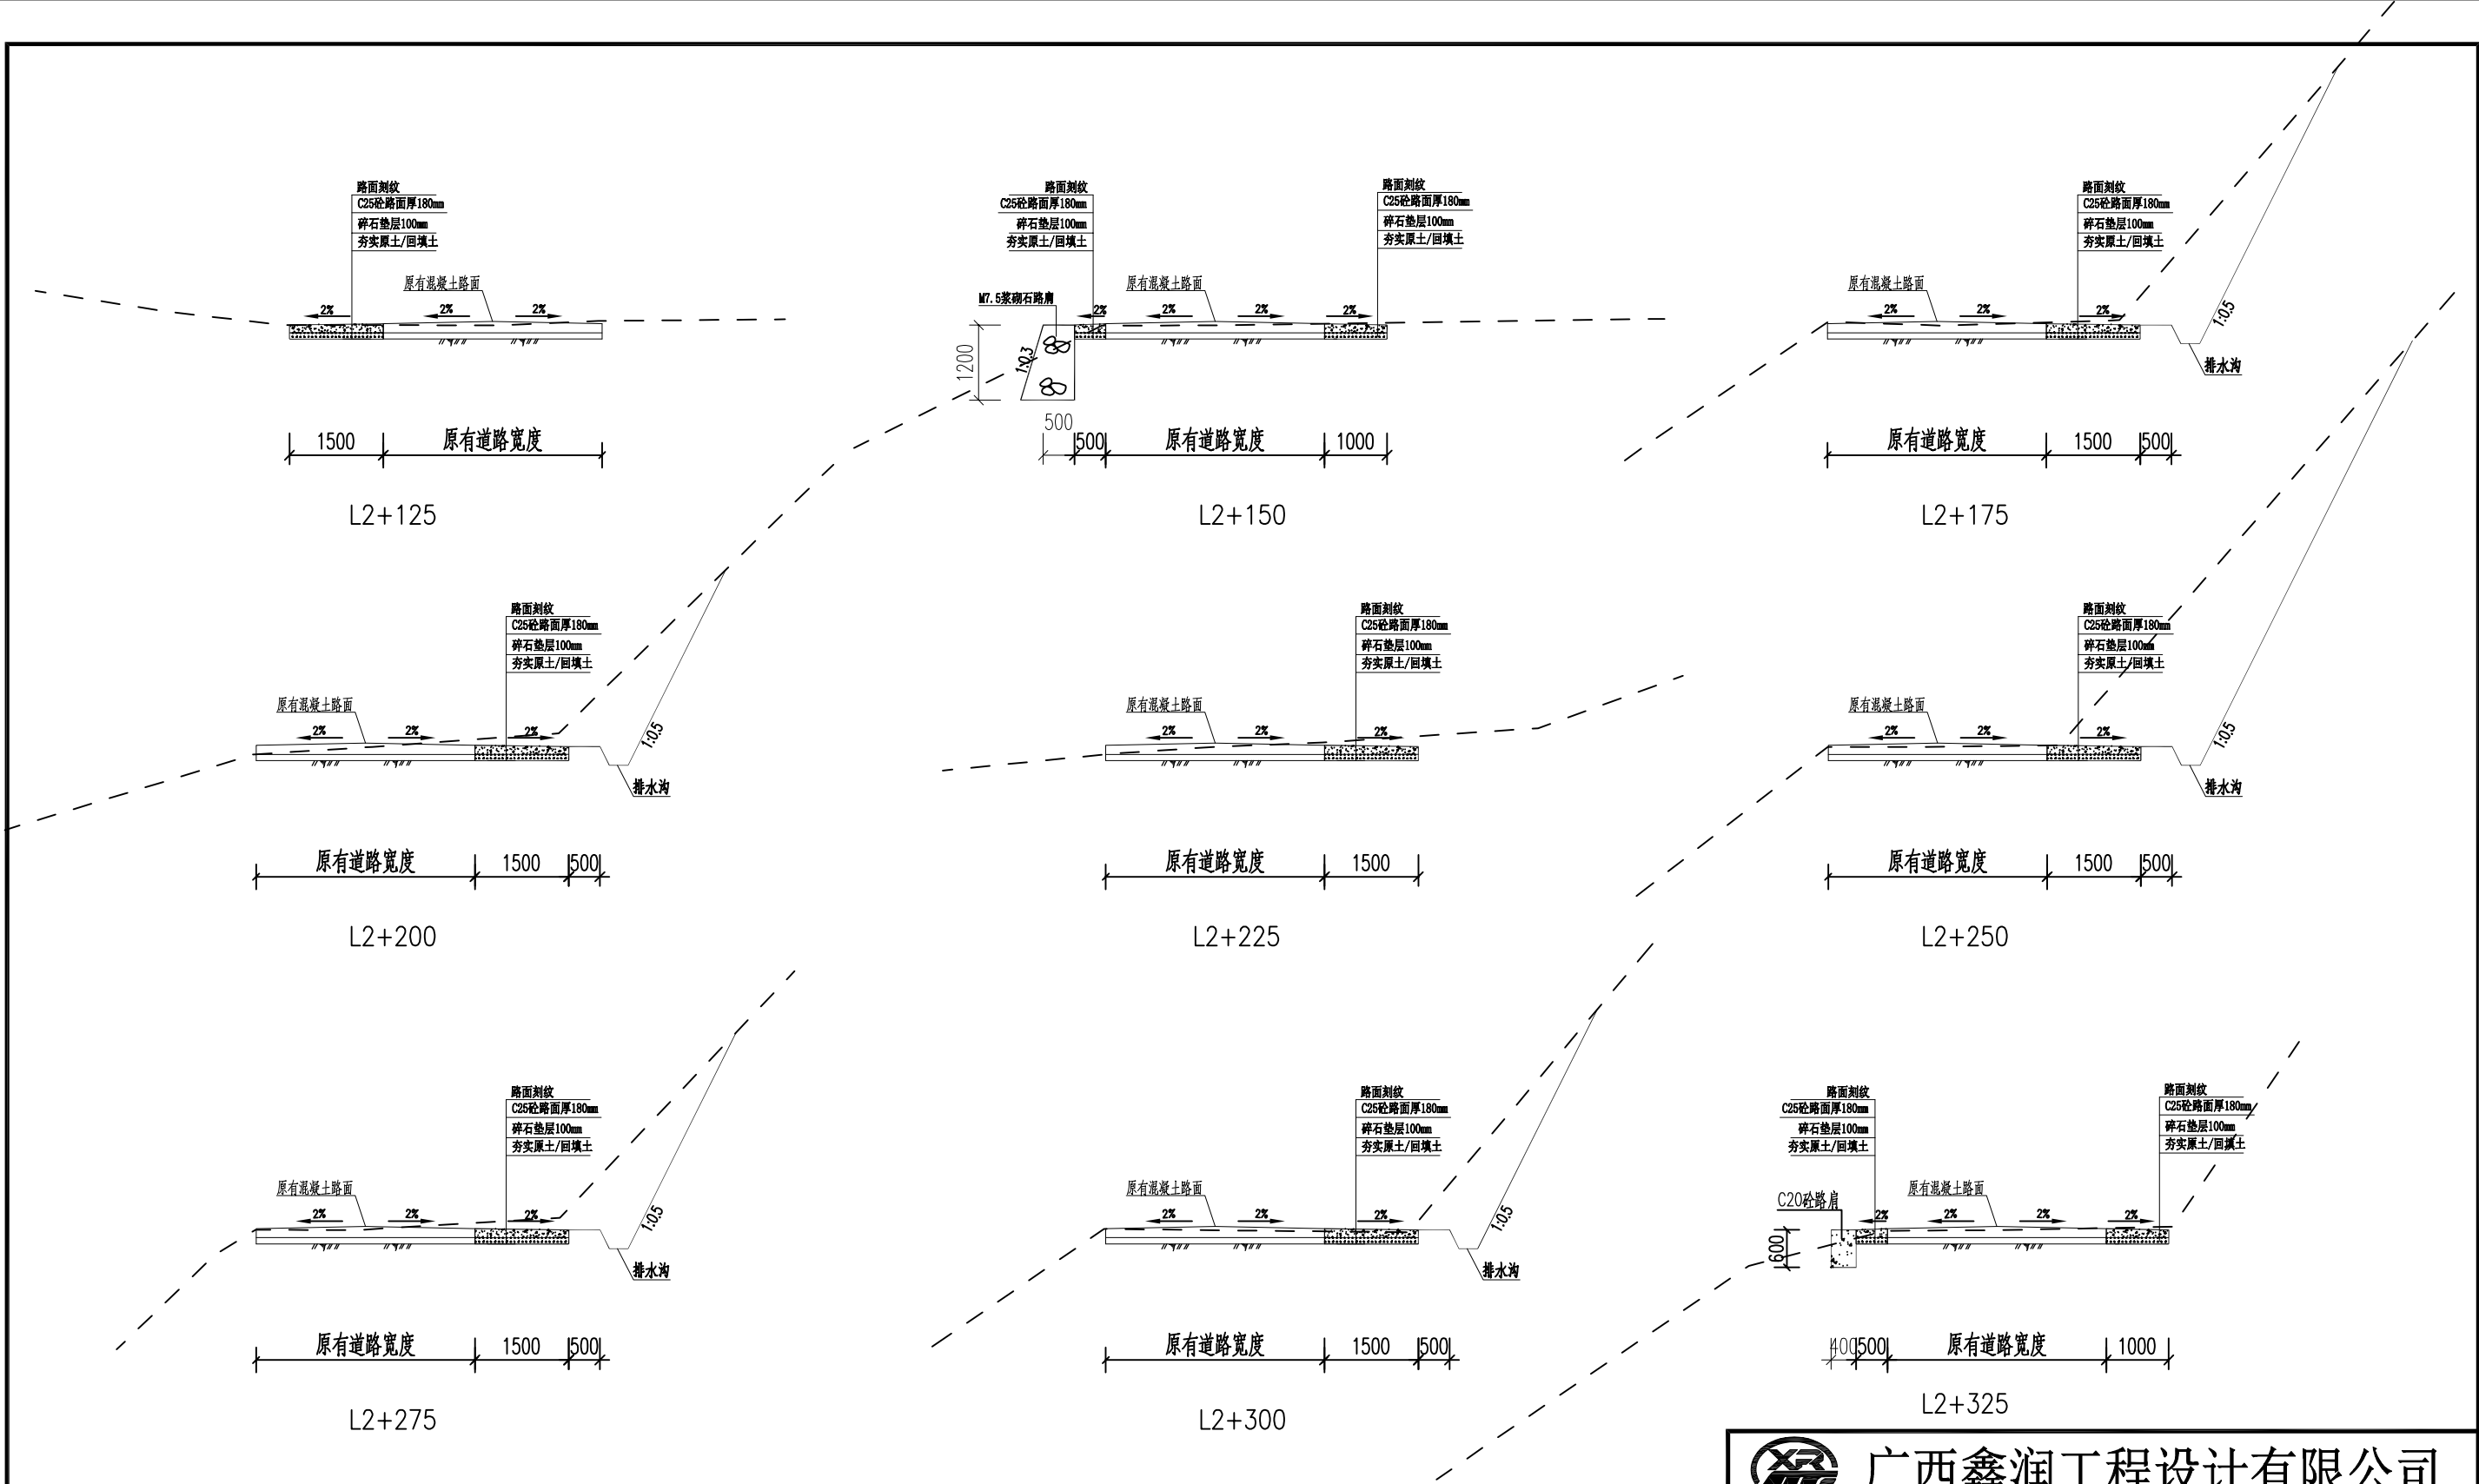 路面刻纹
C25砼路面厚180mm
碎石垫层100mm
夯实原土/回填土
原有混凝土路面
2%
2%
2%
1500
原有道路宽度
L2+125
路面刻纹
C25砼路面厚180mm
碎石垫层100mm
夯实原土/回填土
路面刻纹
C25砼路面厚180mm
碎石垫层100mm
夯实原土/回填土
M7.5浆砌石路肩
原有混凝土路面
2%
2%
2%
2%
1200
1:0.3
500
500
原有道路宽度
1000
L2+150
路面刻纹
C25砼路面厚180mm
碎石垫层100mm
夯实原土/回填土
原有混凝土路面
2%
2%
2%
1:0.5
排水沟
原有道路宽度
1500
500
L2+175
路面刻纹
C25砼路面厚180mm
碎石垫层100mm
夯实原土/回填土
原有混凝土路面
2%
2%
2%
1:0.5
排水沟
原有道路宽度
1500
500
L2+200
路面刻纹
C25砼路面厚180mm
碎石垫层100mm
夯实原土/回填土
原有混凝土路面
2%
2%
2%
原有道路宽度
1500
L2+225
路面刻纹
C25砼路面厚180mm
碎石垫层100mm
夯实原土/回填土
原有混凝土路面
2%
2%
2%
1:0.5
排水沟
原有道路宽度
1500
500
L2+250
路面刻纹
C25砼路面厚180mm
碎石垫层100mm
夯实原土/回填土
原有混凝土路面
2%
2%
2%
1:0.5
排水沟
原有道路宽度
1500
500
L2+275
路面刻纹
C25砼路面厚180mm
碎石垫层100mm
夯实原土/回填土
原有混凝土路面
2%
2%
2%
1:0.5
排水沟
原有道路宽度
1500
500
L2+300
路面刻纹
C25砼路面厚180mm
碎石垫层100mm
夯实原土/回填土
路面刻纹
C25砼路面厚180mm
碎石垫层100mm
夯实原土/回填土
C20砼路肩
原有混凝土路面
2%
2%
2%
2%
600
400
500
原有道路宽度
1000
L2+325
XR
广西鑫润工程设计有限公司